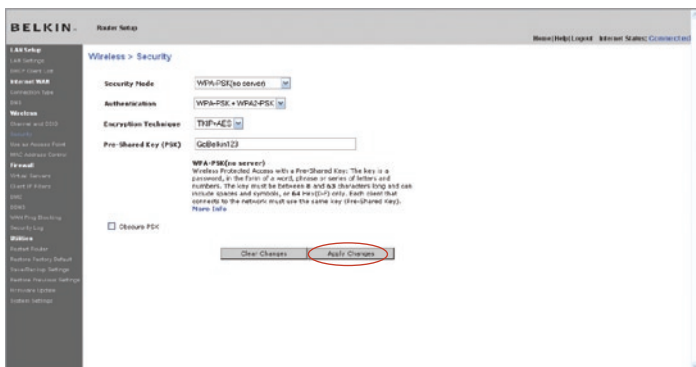 BELKIN.
Router Setup
Home|Help|Logout Internet Status: Connected
LAN Setup
LAN Settings
DHCP Client List
Internet WAN
Connection Type
DNS
Wireless
Channel and SSID
Security
Use as Access Point
MAC Address Control
Firewall
Virtual Servers
Client IP Filters
DMZ
DDNS
WAN Ping Blocking
Security Log
Utilities
Restart Router
Restore Factory Default
Save/Backup Settings
Restore Previous Settings
Firmware Update
System Settings
Wireless > Security
Security Mode
WPA-PSK(no server)
Authentication
WPA-PSK + WPA2-PSK
Encryption Technique
TKIP+AES
Pre-Shared Key (PSK)
GoBelkin123
WPA-PSK(no server)
Wireless Protected Access with a Pre-Shared Key: The key is a
password, in the form of a word, phrase or series of letters and
numbers. The key must be between 8 and 63 characters long and can
include spaces and symbols, or 64 Hex(0-F) only. Each client that
connects to the network must use the same key (Pre-Shared Key).
More Info
Obscure PSK
Clear Changes
Apply Changes